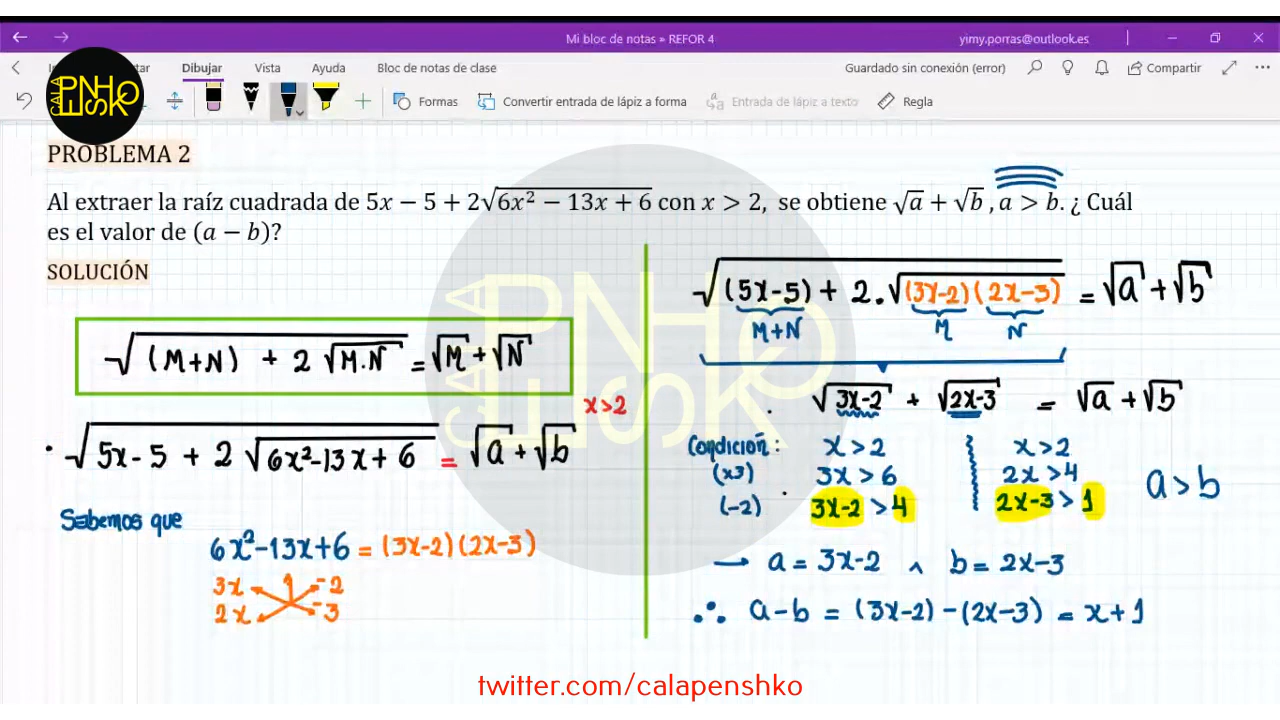 Mi bloc de notas » REFOR 4
yimy.porras@outlook.es
Dibujar Vista Ayuda Bloc de notas de clase
Guardado sin conexión (error)
Compartir
Formas Convertir entrada de lápiz a forma Entrada de lápiz a texto Regla
CALA PENSHKO
PROBLEMA 2
Al extraer la raíz cuadrada de 5x − 5 + 2√(6x² − 13x + 6) con x > 2, se obtiene √a + √b , a > b. ¿ Cuál
es el valor de (a − b)?
SOLUCIÓN
√((M+N) + 2√(M.N)) = √M + √N
x>2
• √(5x-5 + 2√(6x²-13x+6)) = √a + √b
Sabemos que
6x²-13x+6 = (3x-2)(2x-3)
3x 1 -2
2x -3
√((5x-5) + 2.√((3x-2)(2x-3))) = √a + √b
M+N M N
√(3x-2) + √(2x-3) = √a + √b
Condición: x>2 x>2
(x3) 3x>6 2x>4
(-2) 3x-2>4 2x-3>1 a>b
→ a = 3x-2 ∧ b = 2x-3
∴ a-b = (3x-2)-(2x-3) = x+1
twitter.com/calapenshko